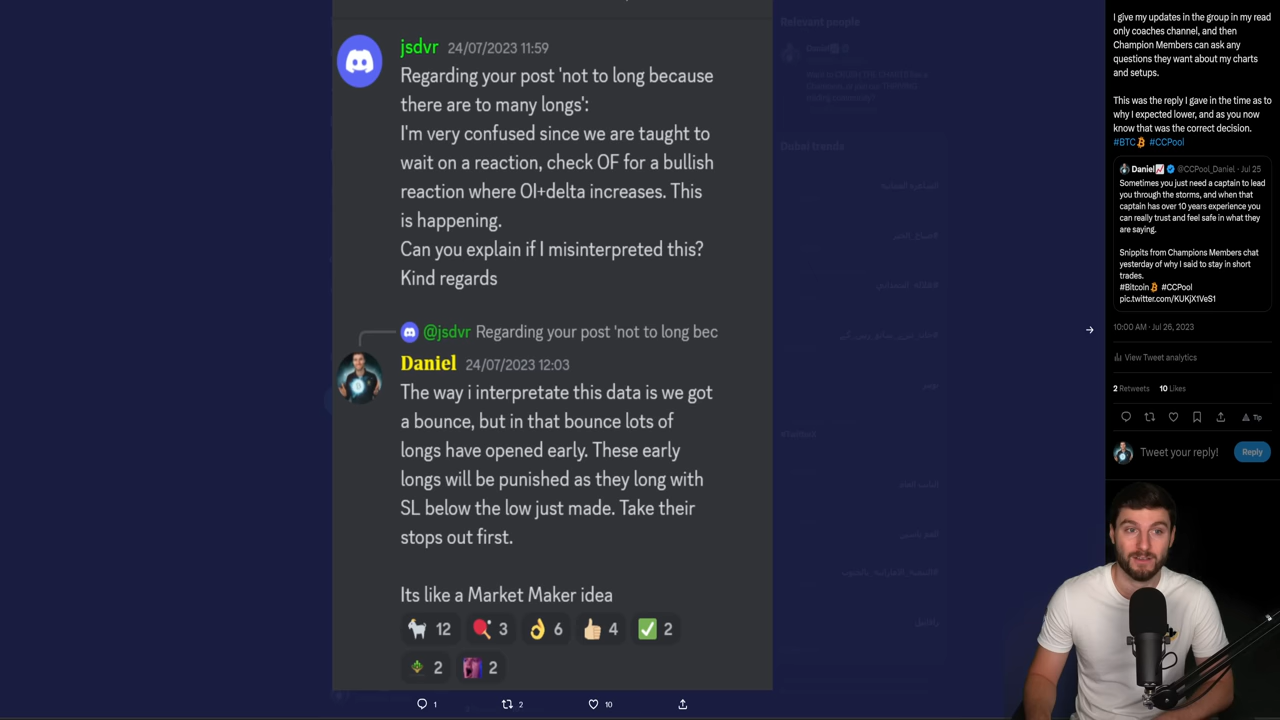 jsdvr 24/07/2023 11:59
Regarding your post 'not to long because
there are to many longs':
I'm very confused since we are taught to
wait on a reaction, check OF for a bullish
reaction where OI+delta increases. This
is happening.
Can you explain if I misinterpreted this?
Kind regards
@jsdvr Regarding your post 'not to long bec
Daniel 24/07/2023 12:03
The way i interpretate this data is we got
a bounce, but in that bounce lots of
longs have opened early. These early
longs will be punished as they long with
SL below the low just made. Take their
stops out first.
Its like a Market Maker idea
12 3 6 4 2
2 2
1 2 10
Relevant people
Dubai trends
I give my updates in the group in my read
only coaches channel, and then
Champion Members can ask any
questions they want about my charts
and setups.
This was the reply I gave in the time as to
why I expected lower, and as you now
know that was the correct decision.
#BTC #CCPool
Daniel @CCPool_Daniel · Jul 25
Sometimes you just need a captain to lead
you through the storms, and when that
captain has over 10 years experience you
can really trust and feel safe in what they
are saying.
Snippits from Champions Members chat
yesterday of why I said to stay in short
trades.
#Bitcoin #CCPool
pic.twitter.com/KUKjX1VeS1
10:00 AM · Jul 26, 2023
View Tweet analytics
2 Retweets 10 Likes
Tip
Tweet your reply!
Reply